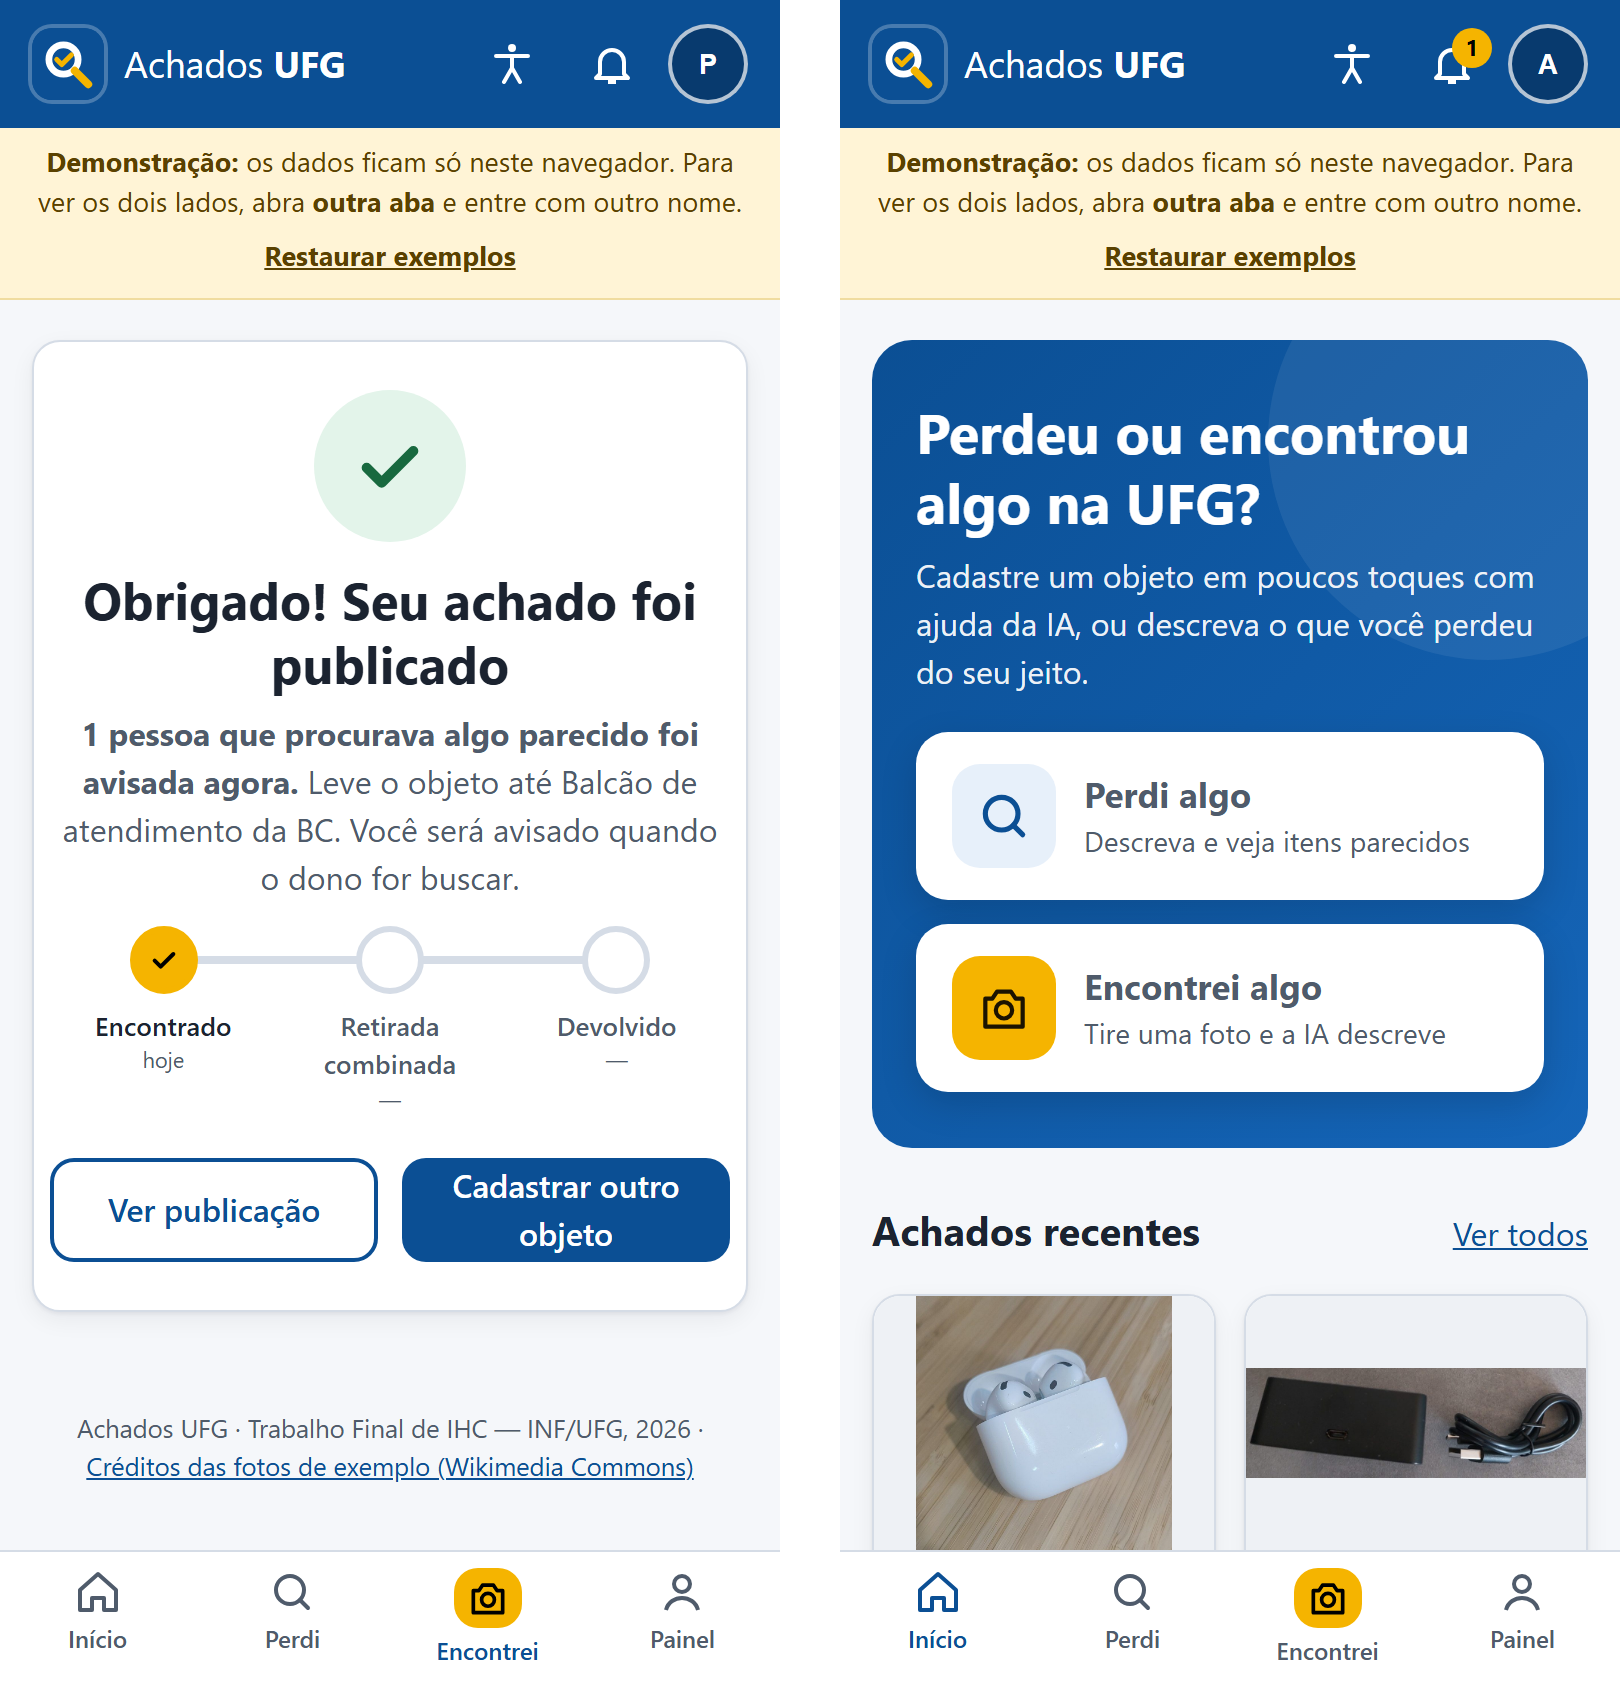 Achados UFG
P
Demonstração: os dados ficam só neste navegador. Para
ver os dois lados, abra outra aba e entre com outro nome.
Restaurar exemplos
Obrigado! Seu achado foi
publicado
1 pessoa que procurava algo parecido foi
avisada agora. Leve o objeto até Balcão de
atendimento da BC. Você será avisado quando
o dono for buscar.
Encontrado
hoje
Retirada
combinada
—
Devolvido
—
Ver publicação
Cadastrar outro
objeto
Achados UFG · Trabalho Final de IHC — INF/UFG, 2026 ·
Créditos das fotos de exemplo (Wikimedia Commons)
Início
Perdi
Encontrei
Painel
Achados UFG
1
A
Demonstração: os dados ficam só neste navegador. Para
ver os dois lados, abra outra aba e entre com outro nome.
Restaurar exemplos
Perdeu ou encontrou
algo na UFG?
Cadastre um objeto em poucos toques com
ajuda da IA, ou descreva o que você perdeu
do seu jeito.
Perdi algo
Descreva e veja itens parecidos
Encontrei algo
Tire uma foto e a IA descreve
Achados recentes
Ver todos
Início
Perdi
Encontrei
Painel